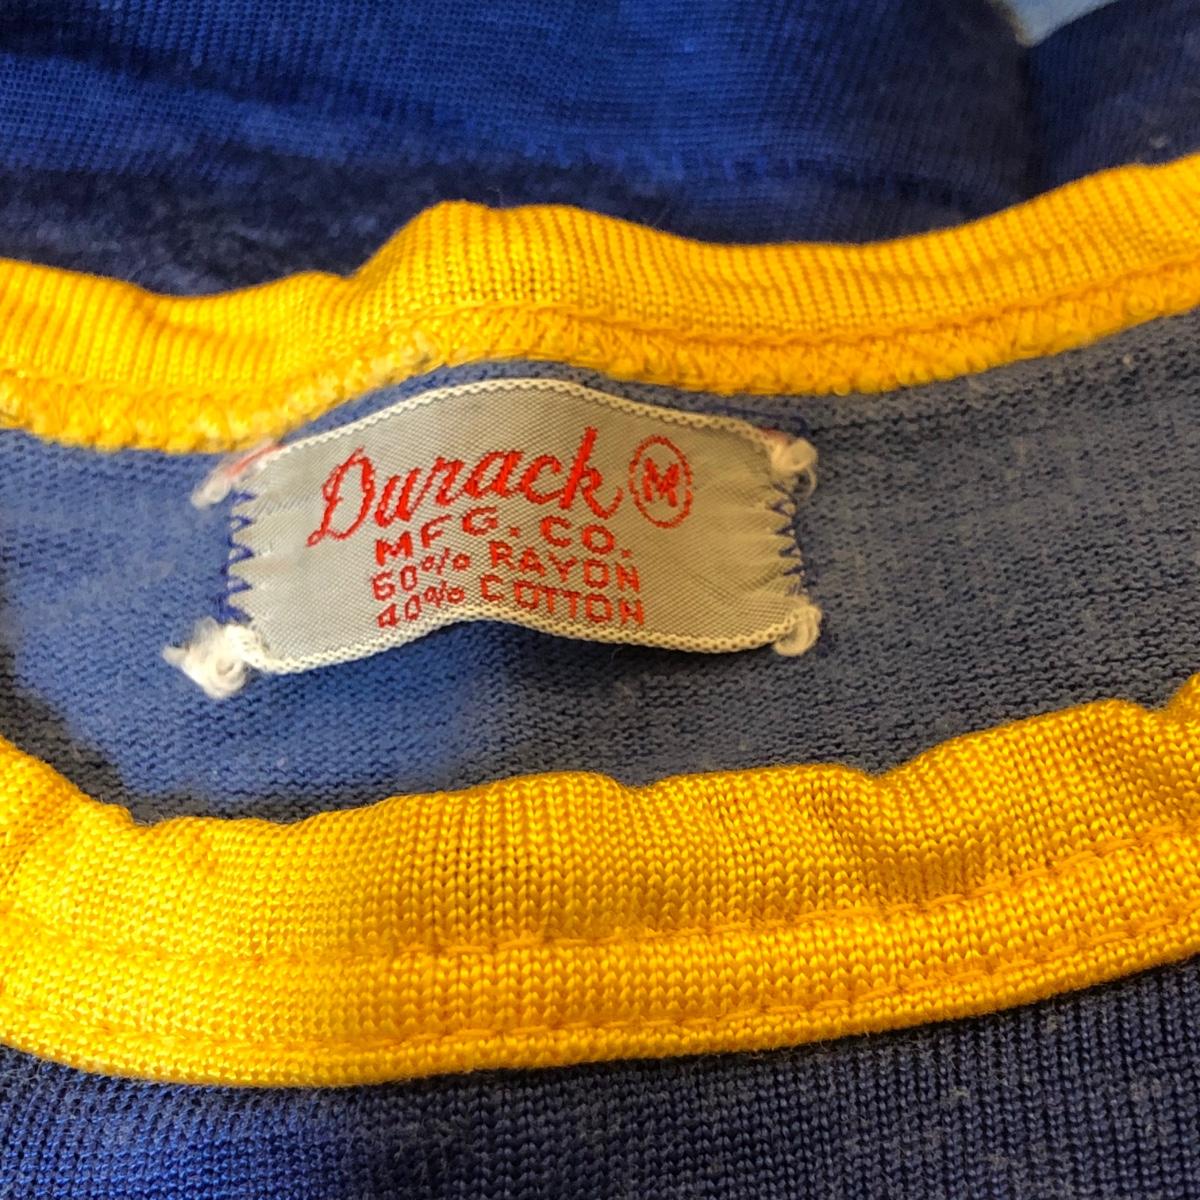 Durack M
MFG. CO.
60% RAYON
40% COTTON